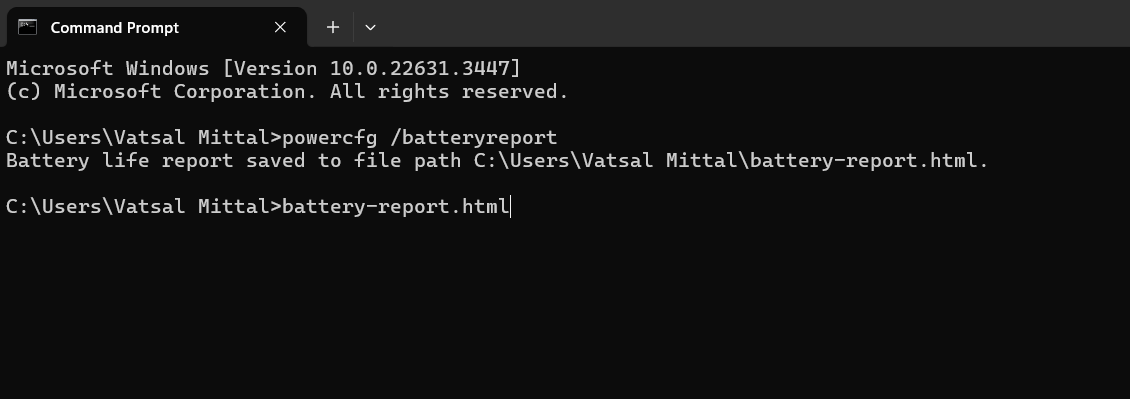 Command Prompt
Microsoft Windows [Version 10.0.22631.3447]
(c) Microsoft Corporation. All rights reserved.
C:\Users\Vatsal Mittal>powercfg /batteryreport
Battery life report saved to file path C:\Users\Vatsal Mittal\battery-report.html.
C:\Users\Vatsal Mittal>battery-report.html